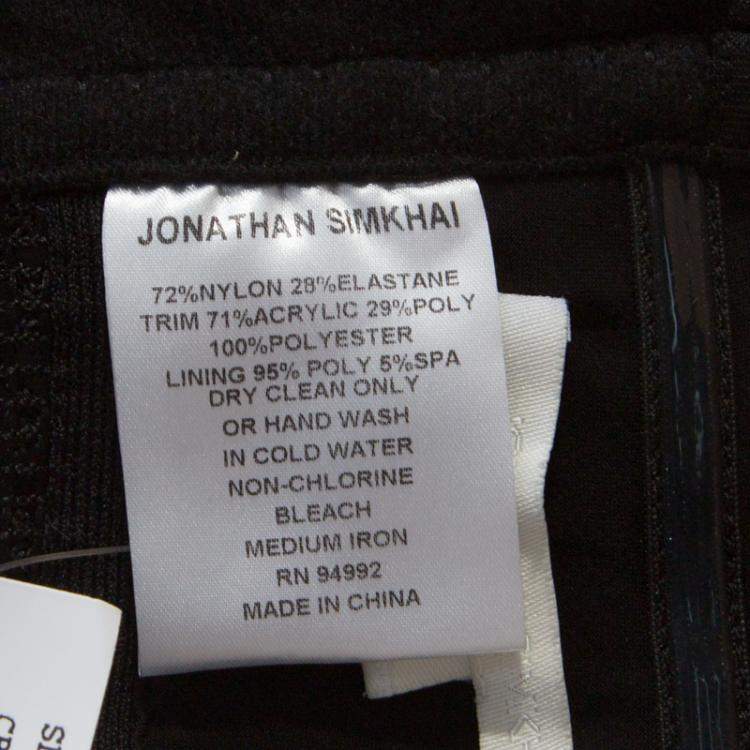 JONATHAN SIMKHAI
72%NYLON 28%ELASTANE
TRIM 71%ACRYLIC 29%POLY
100%POLYESTER
LINING 95% POLY 5%SPA
DRY CLEAN ONLY
OR HAND WASH
IN COLD WATER
NON-CHLORINE
BLEACH
MEDIUM IRON
RN 94992
MADE IN CHINA